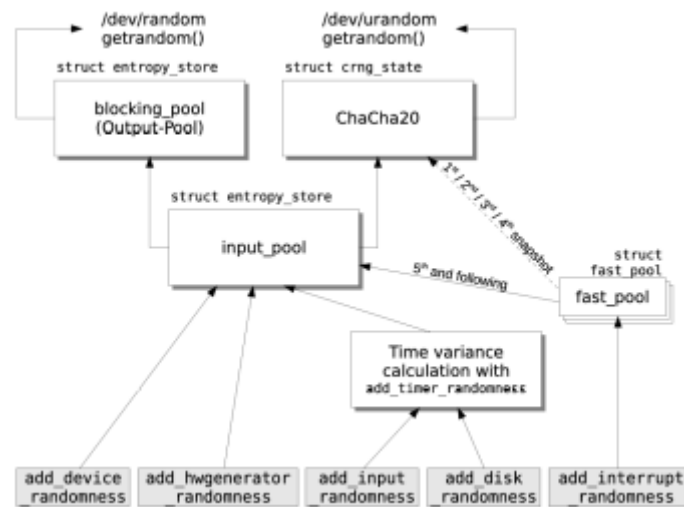 /dev/random
getrandom()
/dev/urandom
getrandom()
struct entropy_store
struct crng_state
blocking_pool
(Output-Pool)
ChaCha20
1st / 2nd / 3rd / 4th snapshot
struct entropy_store
input_pool
5th and following
struct
fast_pool
fast_pool
Time variance
calculation with
add_timer_randomness
add_device
_randomness
add_hwgenerator
_randomness
add_input
_randomness
add_disk
_randomness
add_interrupt
_randomness